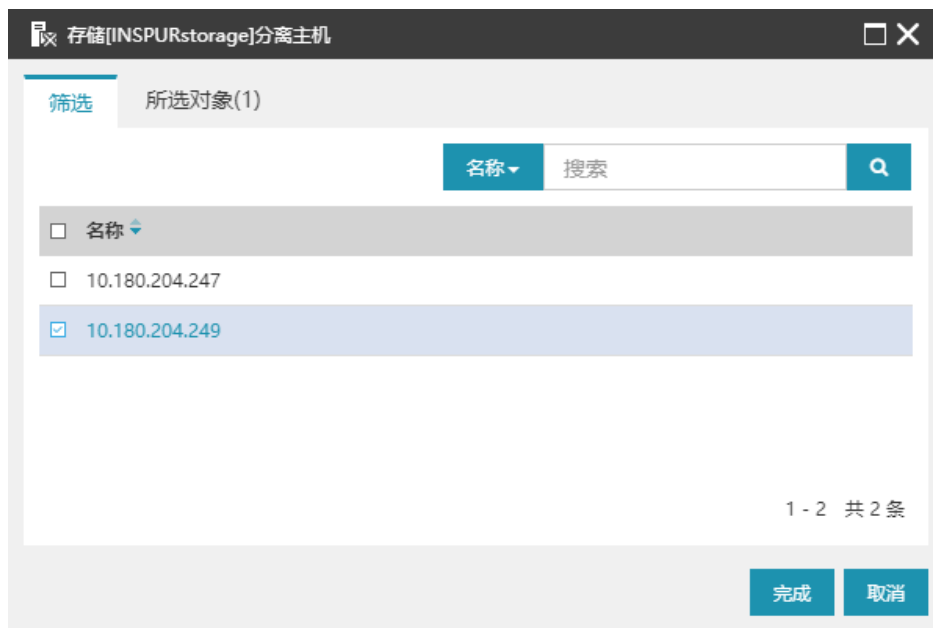 存储[INSPURstorage]分离主机
筛选 所选对象(1)
名称 搜索
名称
10.180.204.247
10.180.204.249
1 - 2 共 2 条
完成 取消